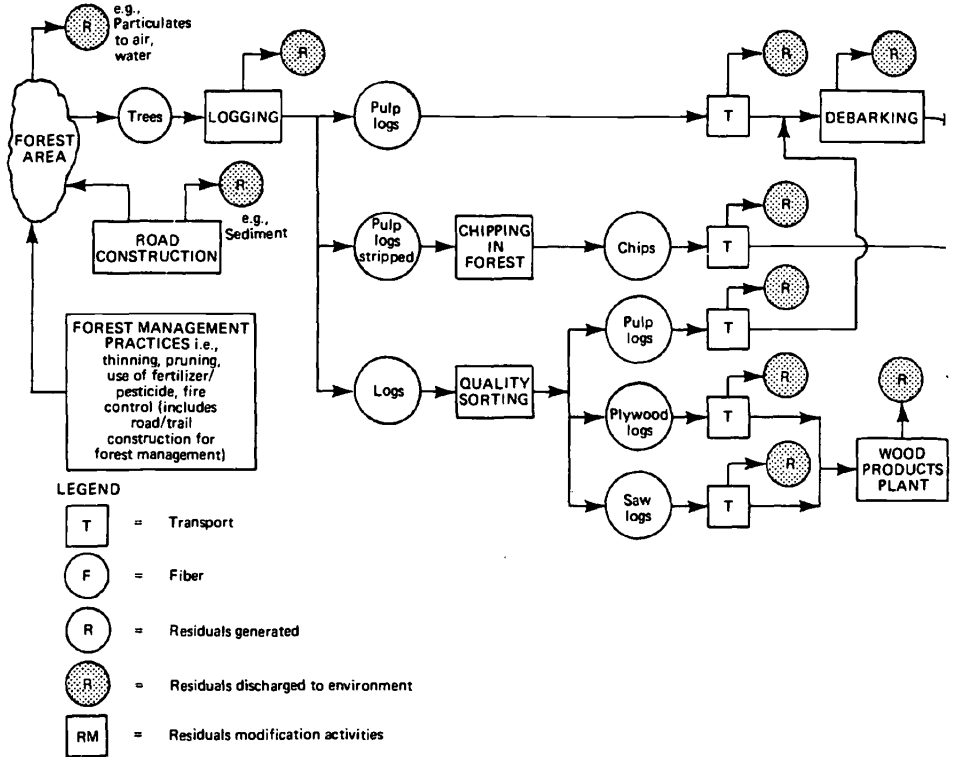 R
e.g.,
Particulates
to air,
water
R
R
R
FOREST
AREA
Trees
LOGGING
Pulp
logs
T
DEBARKING
R
e.g.,
Sediment
ROAD
CONSTRUCTION
Pulp
logs
stripped
CHIPPING
IN
FOREST
Chips
R
T
FOREST MANAGEMENT
PRACTICES i.e.,
thinning, pruning,
use of fertilizer/
pesticide, fire
control (includes
road/trail
construction for
forest management)
Logs
QUALITY
SORTING
Pulp
logs
R
T
Plywood
logs
R
T
Saw
logs
R
T
R
WOOD
PRODUCTS
PLANT
LEGEND
T = Transport
F = Fiber
R = Residuals generated
R = Residuals discharged to environment
RM = Residuals modification activities